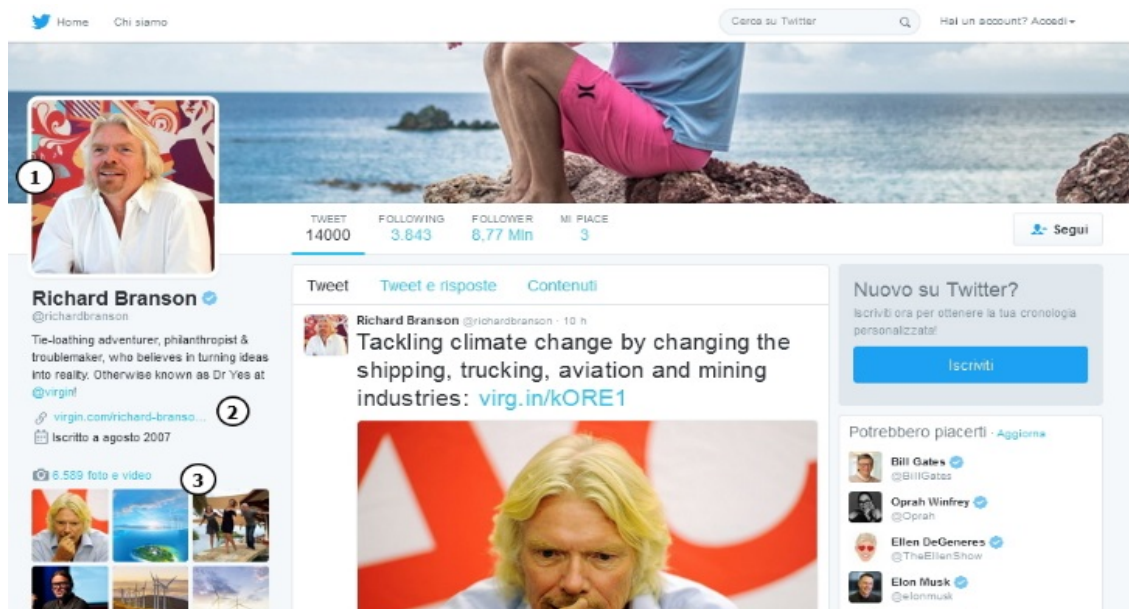 Home Chi siamo
Cerca su Twitter
Hai un account? Accedi
1
TWEET FOLLOWING FOLLOWER MI PIACE
14000 3.843 8,77 Mln 3
Segui
Richard Branson
@richardbranson
Tie-loathing adventurer, philanthropist &
troublemaker, who believes in turning ideas
into reality. Otherwise known as Dr Yes at
@virgin!
virgin.com/richard-branso... 2
Iscritto a agosto 2007
6.589 foto e video 3
Tweet Tweet e risposte Contenuti
Richard Branson @richardbranson · 10 h
Tackling climate change by changing the
shipping, trucking, aviation and mining
industries: virg.in/kORE1
Nuovo su Twitter?
Iscriviti ora per ottenere la tua cronologia
personalizzata!
Iscriviti
Potrebbero piacerti · Aggiorna
Bill Gates
@BillGates
Oprah Winfrey
@Oprah
Ellen DeGeneres
@TheEllenShow
Elon Musk
@elonmusk